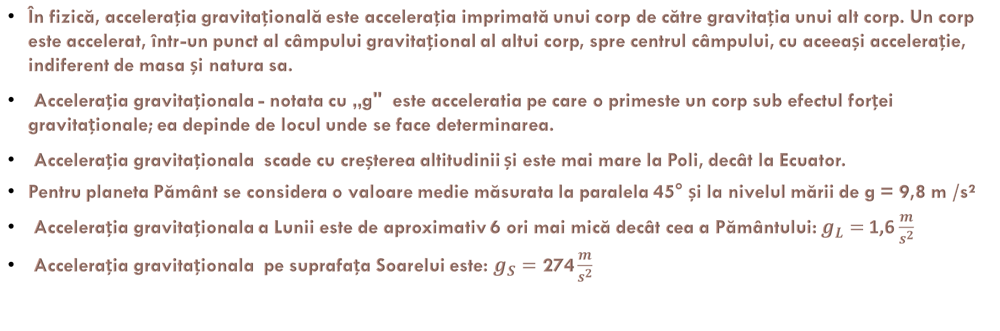 • În fizică, accelerația gravitațională este accelerația imprimată unui corp de către gravitația unui alt corp. Un corp
este accelerat, într-un punct al câmpului gravitațional al altui corp, spre centrul câmpului, cu aceeași accelerație,
indiferent de masa și natura sa.
• Accelerația gravitaționala - notata cu „g" este acceleratia pe care o primeste un corp sub efectul forței
gravitaționale; ea depinde de locul unde se face determinarea.
• Accelerația gravitaționala scade cu creșterea altitudinii și este mai mare la Poli, decât la Ecuator.
• Pentru planeta Pământ se considera o valoare medie măsurata la paralela 45° și la nivelul mării de g = 9,8 m /s²
• Accelerația gravitaționala a Lunii este de aproximativ 6 ori mai mică decât cea a Pământului: $g_L = 1,6 \frac{m}{s^2}$
• Accelerația gravitaționala pe suprafața Soarelui este: $g_S = 274 \frac{m}{s^2}$